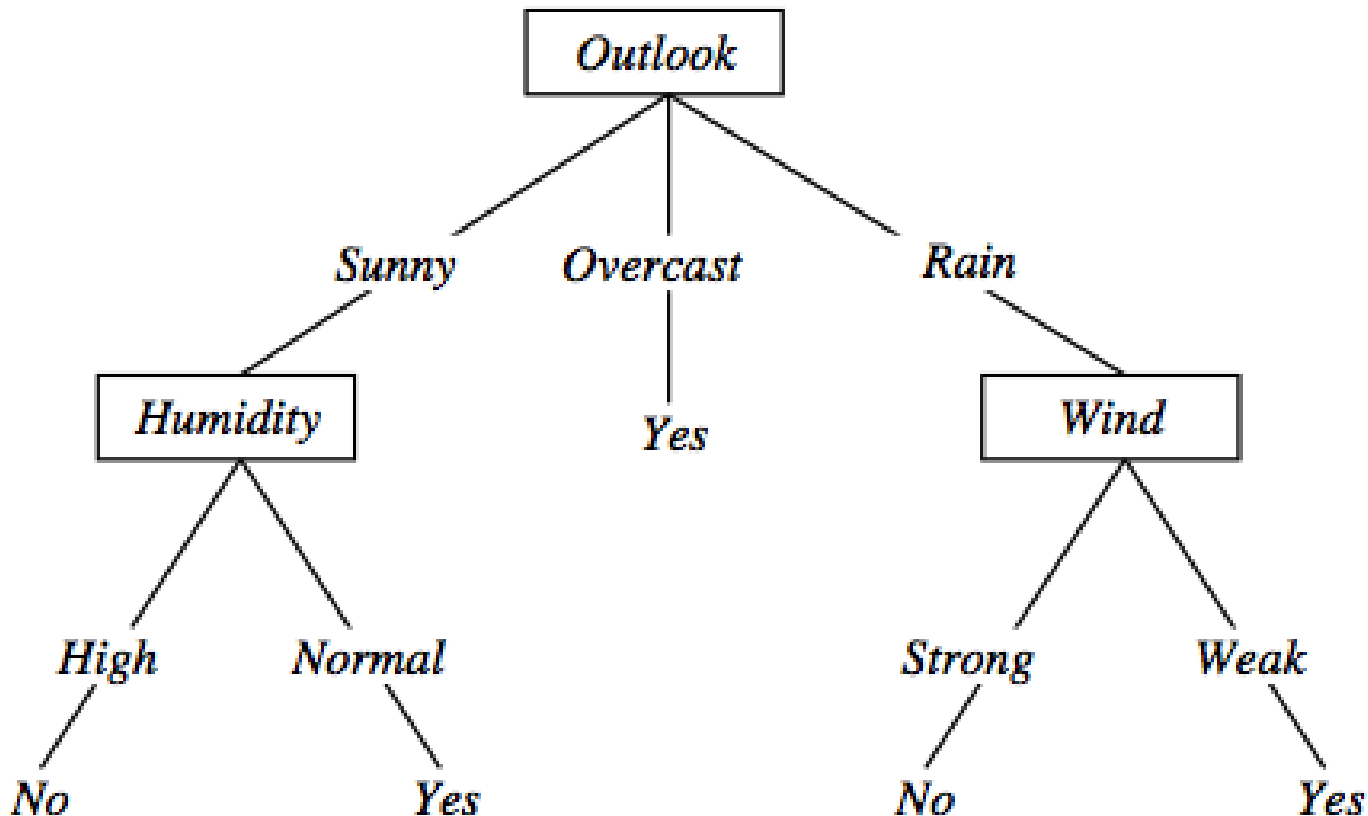 Outlook
Sunny Overcast Rain
Humidity Yes Wind
High Normal Strong Weak
No Yes No Yes